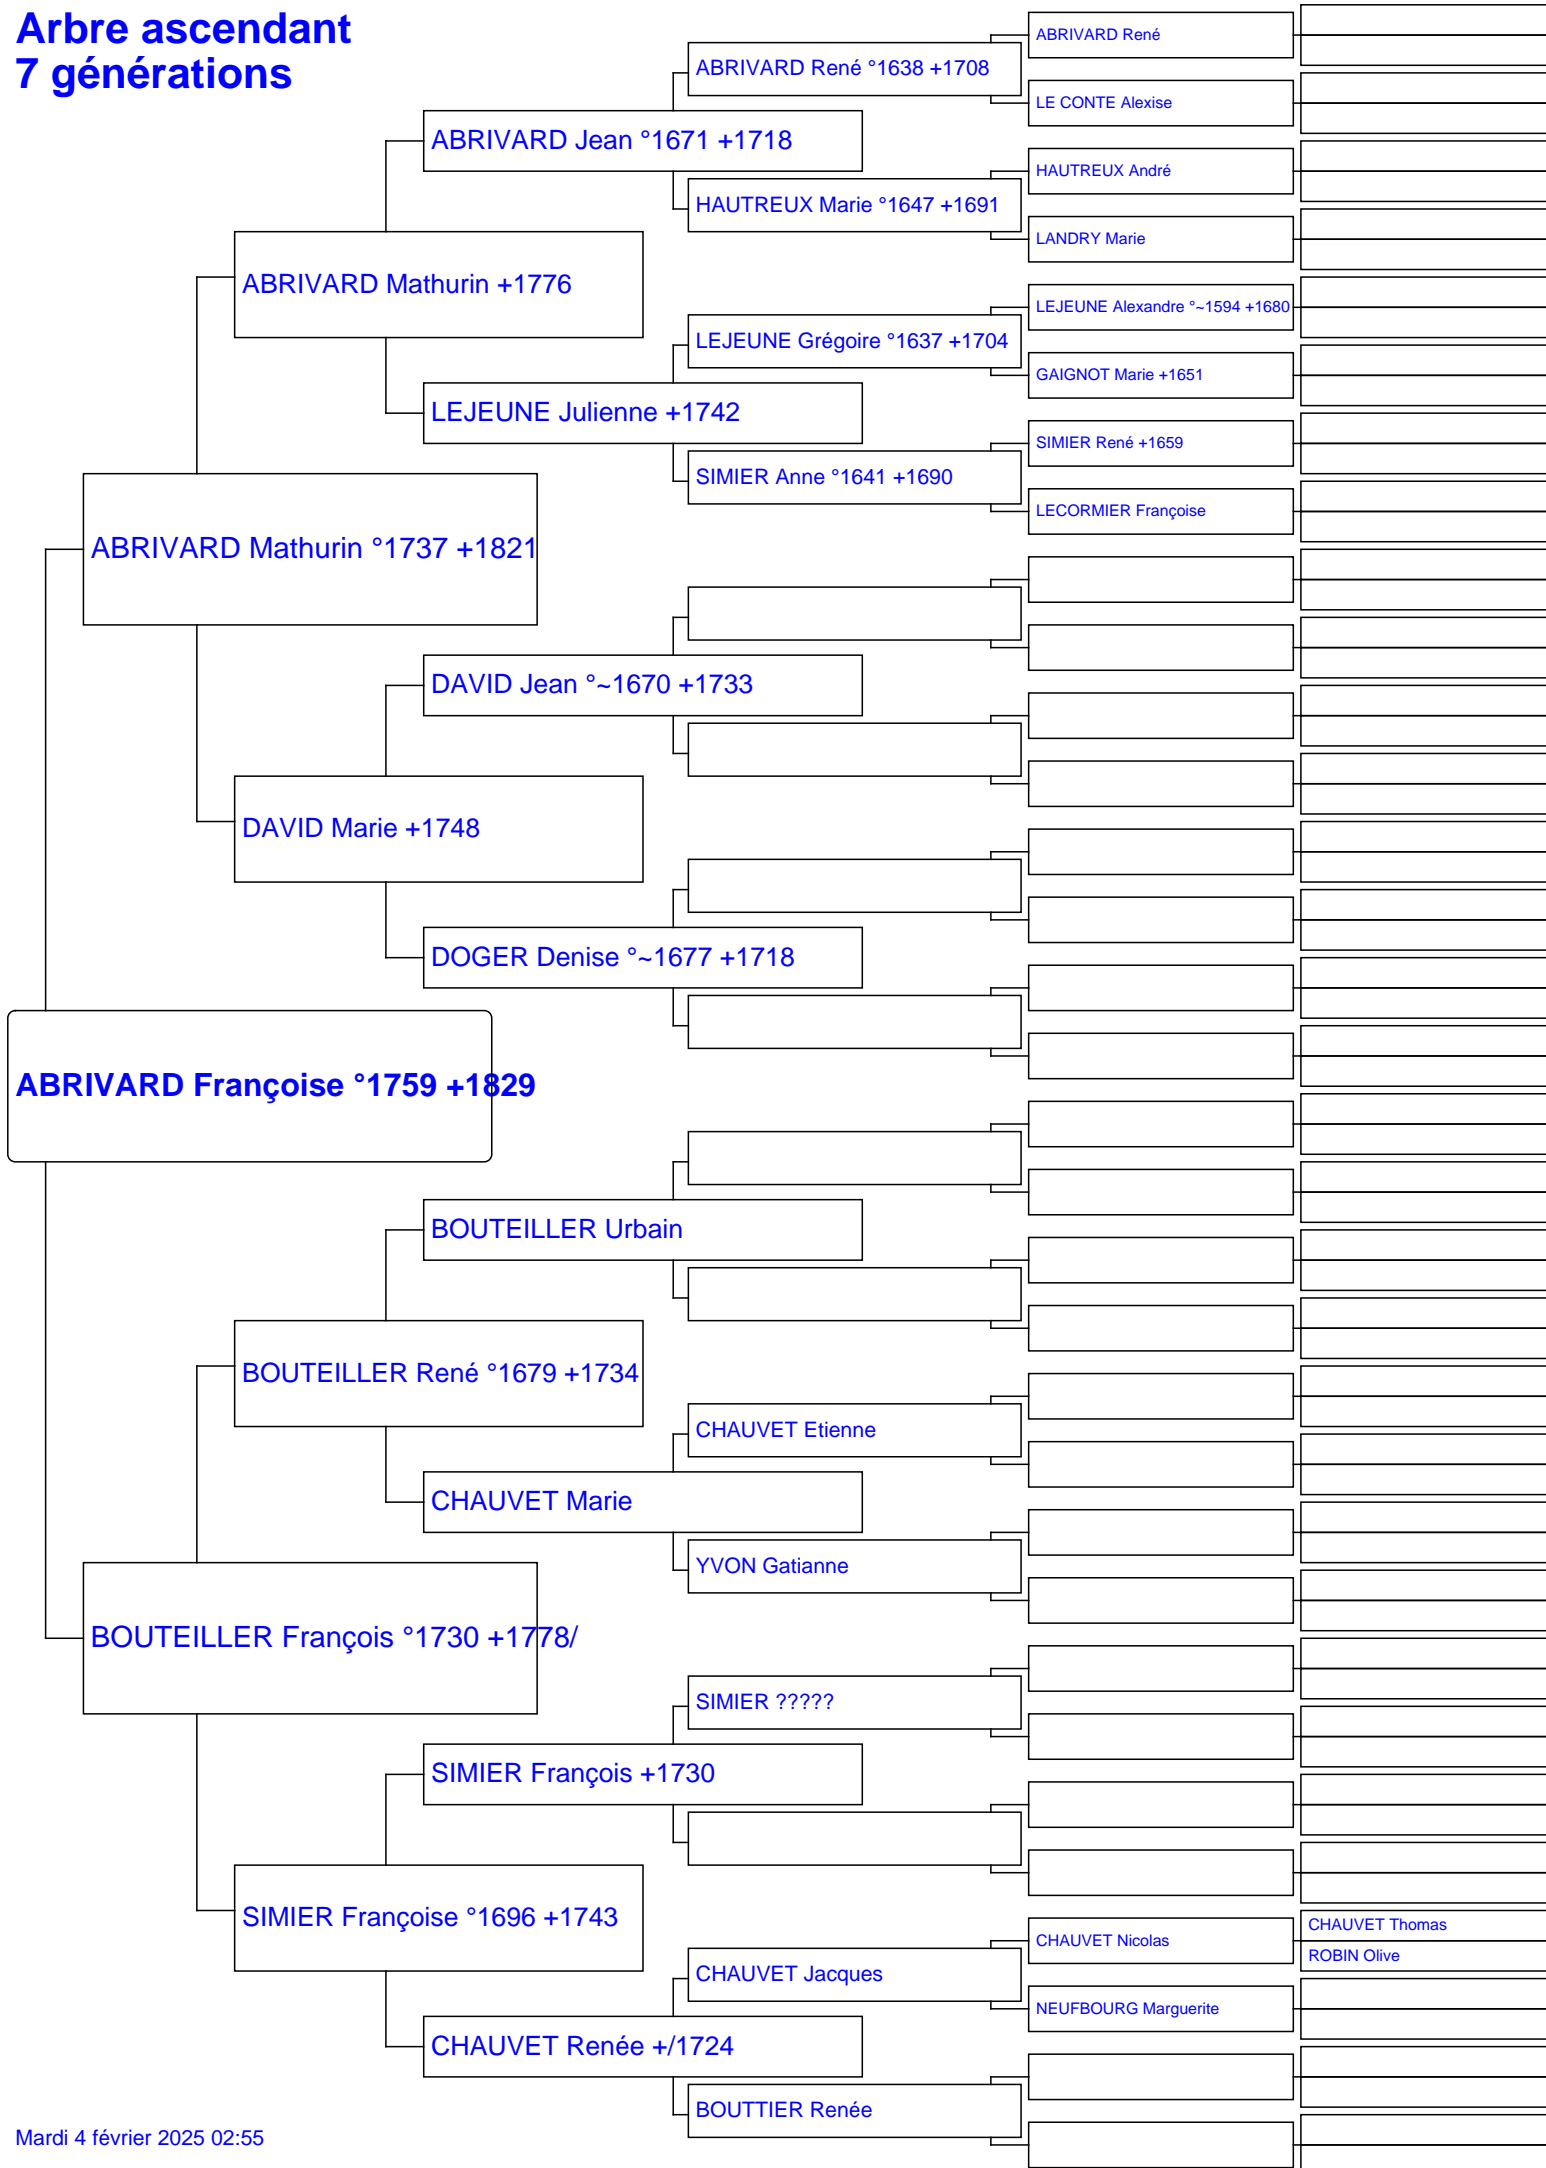 Arbre ascendant
7 générations
ABRIVARD René
ABRIVARD René °1638 +1708
LE CONTE Alexise
ABRIVARD Jean °1671 +1718
HAUTREUX André
HAUTREUX Marie °1647 +1691
LANDRY Marie
ABRIVARD Mathurin +1776
LEJEUNE Alexandre °~1594 +1680
LEJEUNE Grégoire °1637 +1704
GAIGNOT Marie +1651
LEJEUNE Julienne +1742
SIMIER René +1659
SIMIER Anne °1641 +1690
LECORMIER Françoise
ABRIVARD Mathurin °1737 +1821
DAVID Jean °~1670 +1733
DAVID Marie +1748
DOGER Denise °~1677 +1718
ABRIVARD Françoise °1759 +1829
BOUTEILLER Urbain
BOUTEILLER René °1679 +1734
CHAUVET Etienne
CHAUVET Marie
YVON Gatianne
BOUTEILLER François °1730 +1778/
SIMIER ?????
SIMIER François +1730
SIMIER Françoise °1696 +1743
CHAUVET Thomas
CHAUVET Nicolas
ROBIN Olive
CHAUVET Jacques
NEUFBOURG Marguerite
CHAUVET Renée +/1724
BOUTTIER Renée
Mardi 4 février 2025 02:55